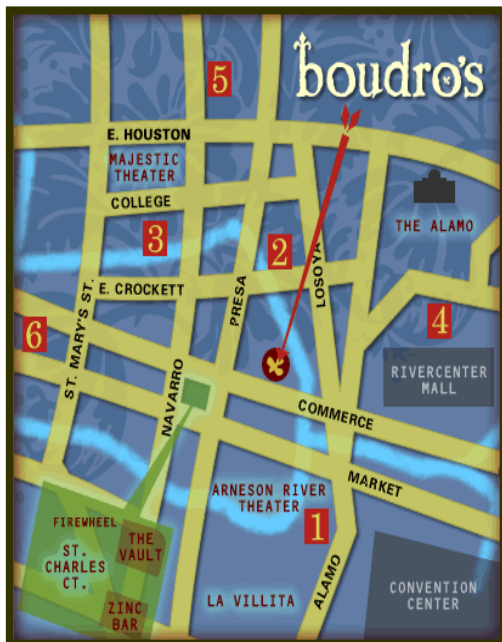 boudro's
5
E. HOUSTON
MAJESTIC
THEATER
COLLEGE
THE ALAMO
3
2
LOSOYA
E. CROCKETT
PRESA
ST. MARY'S ST.
6
4
NAVARRO
RIVERCENTER
MALL
COMMERCE
MARKET
ARNESON RIVER
THEATER
1
FIREWHEEL
THE
VAULT
ST.
CHARLES
CT.
ZINC
BAR
LA VILLITA
ALAMO
CONVENTION
CENTER